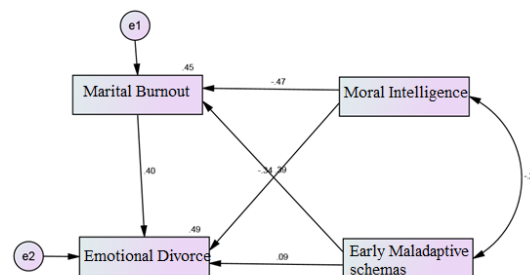 e1
.45
Marital Burnout
-.47
Moral Intelligence
.40
.39
.49
e2
Emotional Divorce
.09
Early Maladaptive
schemas